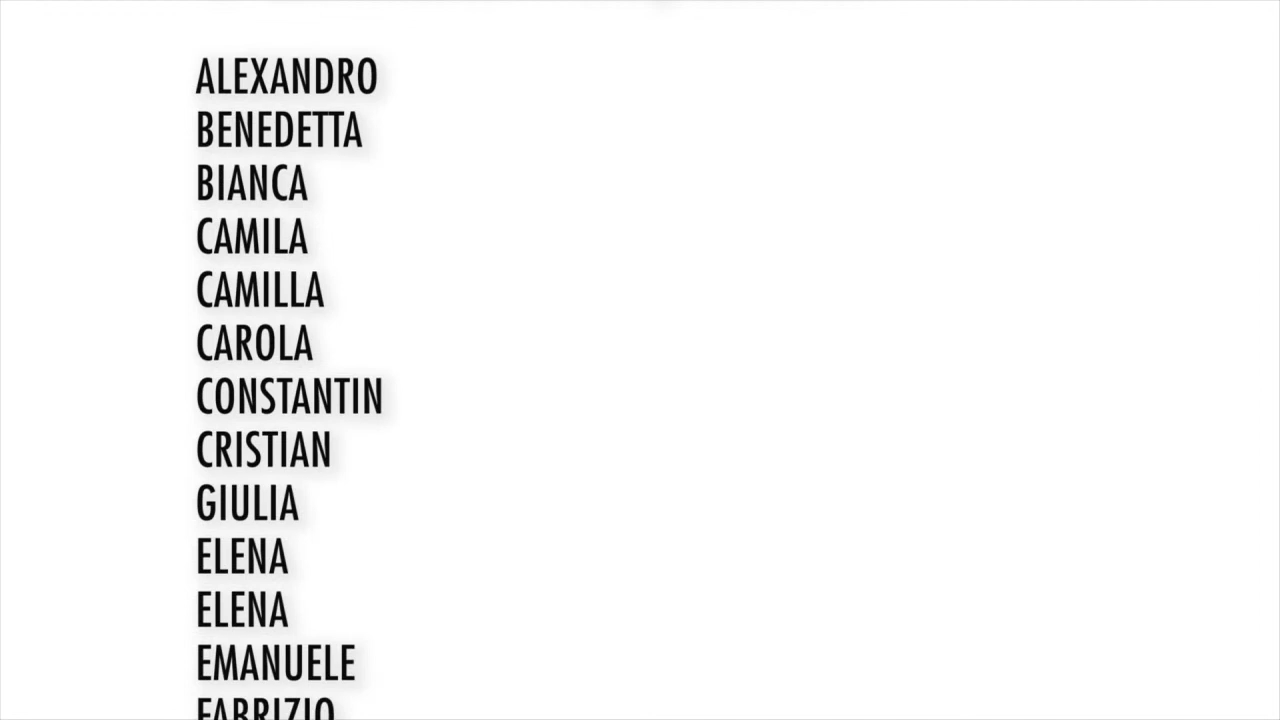 ALEXANDRO
BENEDETTA
BIANCA
CAMILA
CAMILLA
CAROLA
CONSTANTIN
CRISTIAN
GIULIA
ELENA
ELENA
EMANUELE
FABRIZIO